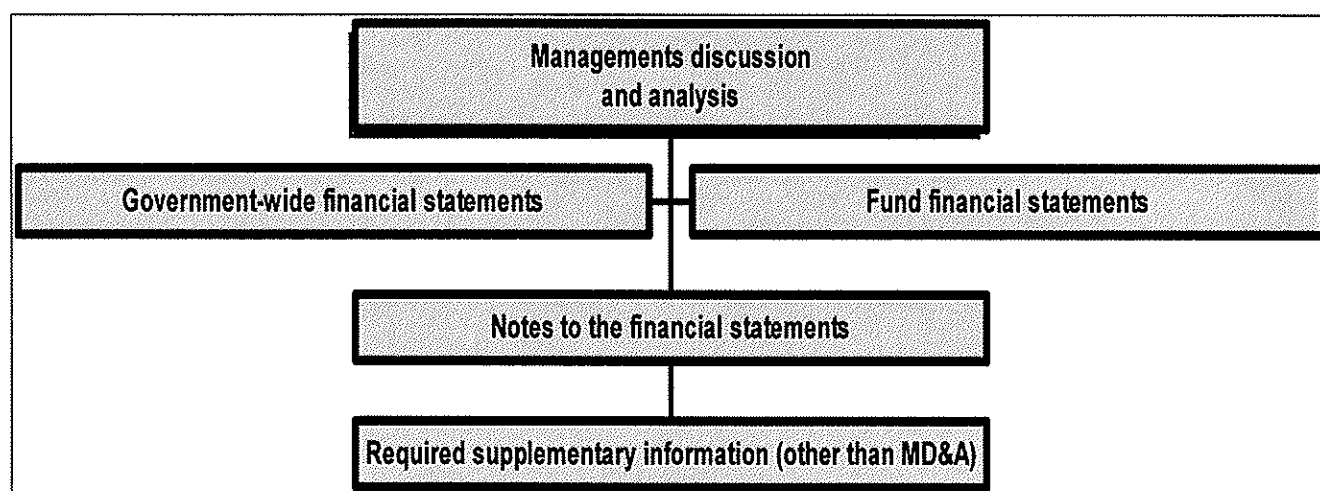 Managements discussion
and analysis
Government-wide financial statements
Fund financial statements
Notes to the financial statements
Required supplementary information (other than MD&A)